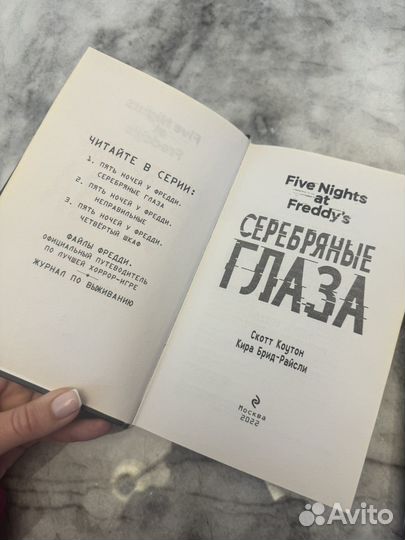 ЧИТАЙТЕ В СЕРИИ:
1. ПЯТЬ НОЧЕЙ У ФРЕДДИ.
СЕРЕБРЯНЫЕ ГЛАЗА
2. ПЯТЬ НОЧЕЙ У ФРЕДДИ.
НЕПРАВИЛЬНЫЕ
3. ПЯТЬ НОЧЕЙ У ФРЕДДИ.
ЧЕТВЁРТЫЙ ШКАФ
ФАЙЛЫ ФРЕДДИ.
ОФИЦИАЛЬНЫЙ ПУТЕВОДИТЕЛЬ
ПО ЛУЧШЕЙ ХОРРОР-ИГРЕ
+
ЖУРНАЛ ПО ВЫЖИВАНИЮ
Five Nights
at
Freddy's
СЕРЕБРЯНЫЕ
ГЛАЗА
Скотт Коутон
Кира Брид-Райсли
Москва
2022
Avito